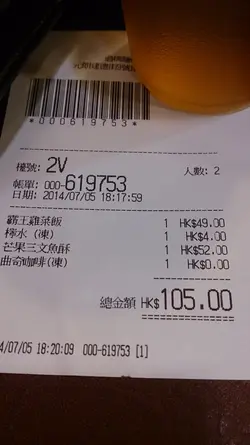 *000619753*
檯號: 2V 人數: 2
帳單: 000-619753
日期: 2014/07/05 18:17:59
霸王雞菜飯 1 HK$49.00
檸水 (凍) 1 HK$4.00
芒果三文魚酥 1 HK$52.00
曲奇咖啡(凍) 1 HK$0.00
總金額 HK$105.00
4/07/05 18:20:09 000-619753 [1]